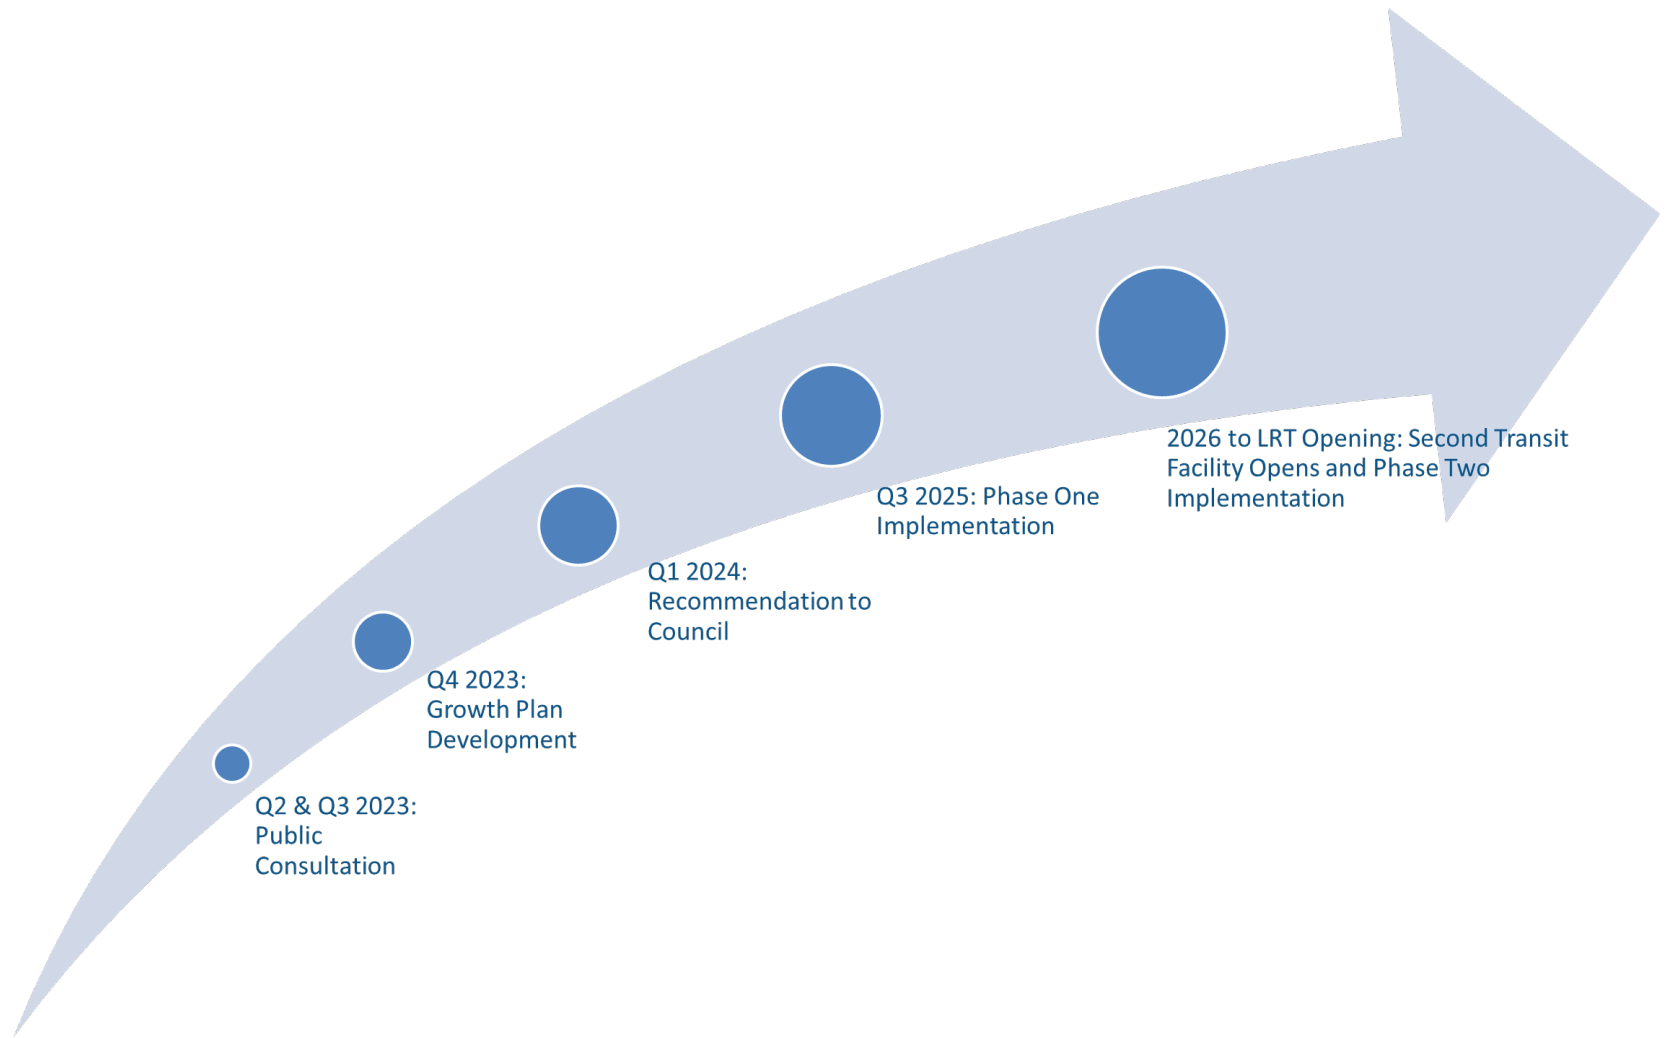 Q2 & Q3 2023:
Public
Consultation
Q4 2023:
Growth Plan
Development
Q1 2024:
Recommendation to
Council
Q3 2025: Phase One
Implementation
2026 to LRT Opening: Second Transit
Facility Opens and Phase Two
Implementation